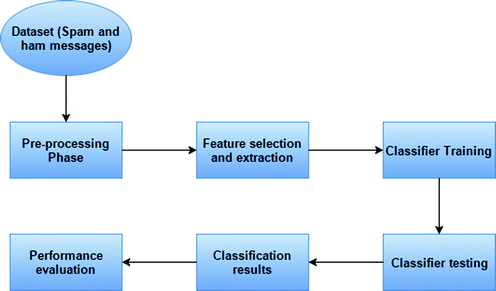 Dataset (Spam and
ham messages)
Pre-processing
Phase
Feature selection
and extraction
Classifier Training
Classifier testing
Classification
results
Performance
evaluation